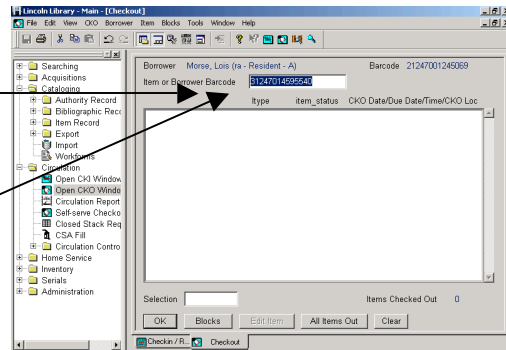 Lincoln Library - Main - [Checkout]
File Edit View CKO Borrower Item Blocks Tools Window Help
Borrower Morse, Lois (ra - Resident - A) Barcode 21247001245069
Item or Borrower Barcode 31247014595540
Itype item_status CKO Date/Due Date/Time/CKO Loc
Searching
Acquisitions
Cataloging
Authority Record
Bibliographic Reco
Item Record
Export
Import
Workforms
Circulation
Open CKI Window
Open CKO Windo
Circulation Report
Self-serve Checko
Closed Stack Req
CSA Fill
Circulation Contro
Home Service
Inventory
Serials
Administration
Selection Items Checked Out 0
OK Blocks Edit Item All Items Out Clear
Checkin / R... Checkout